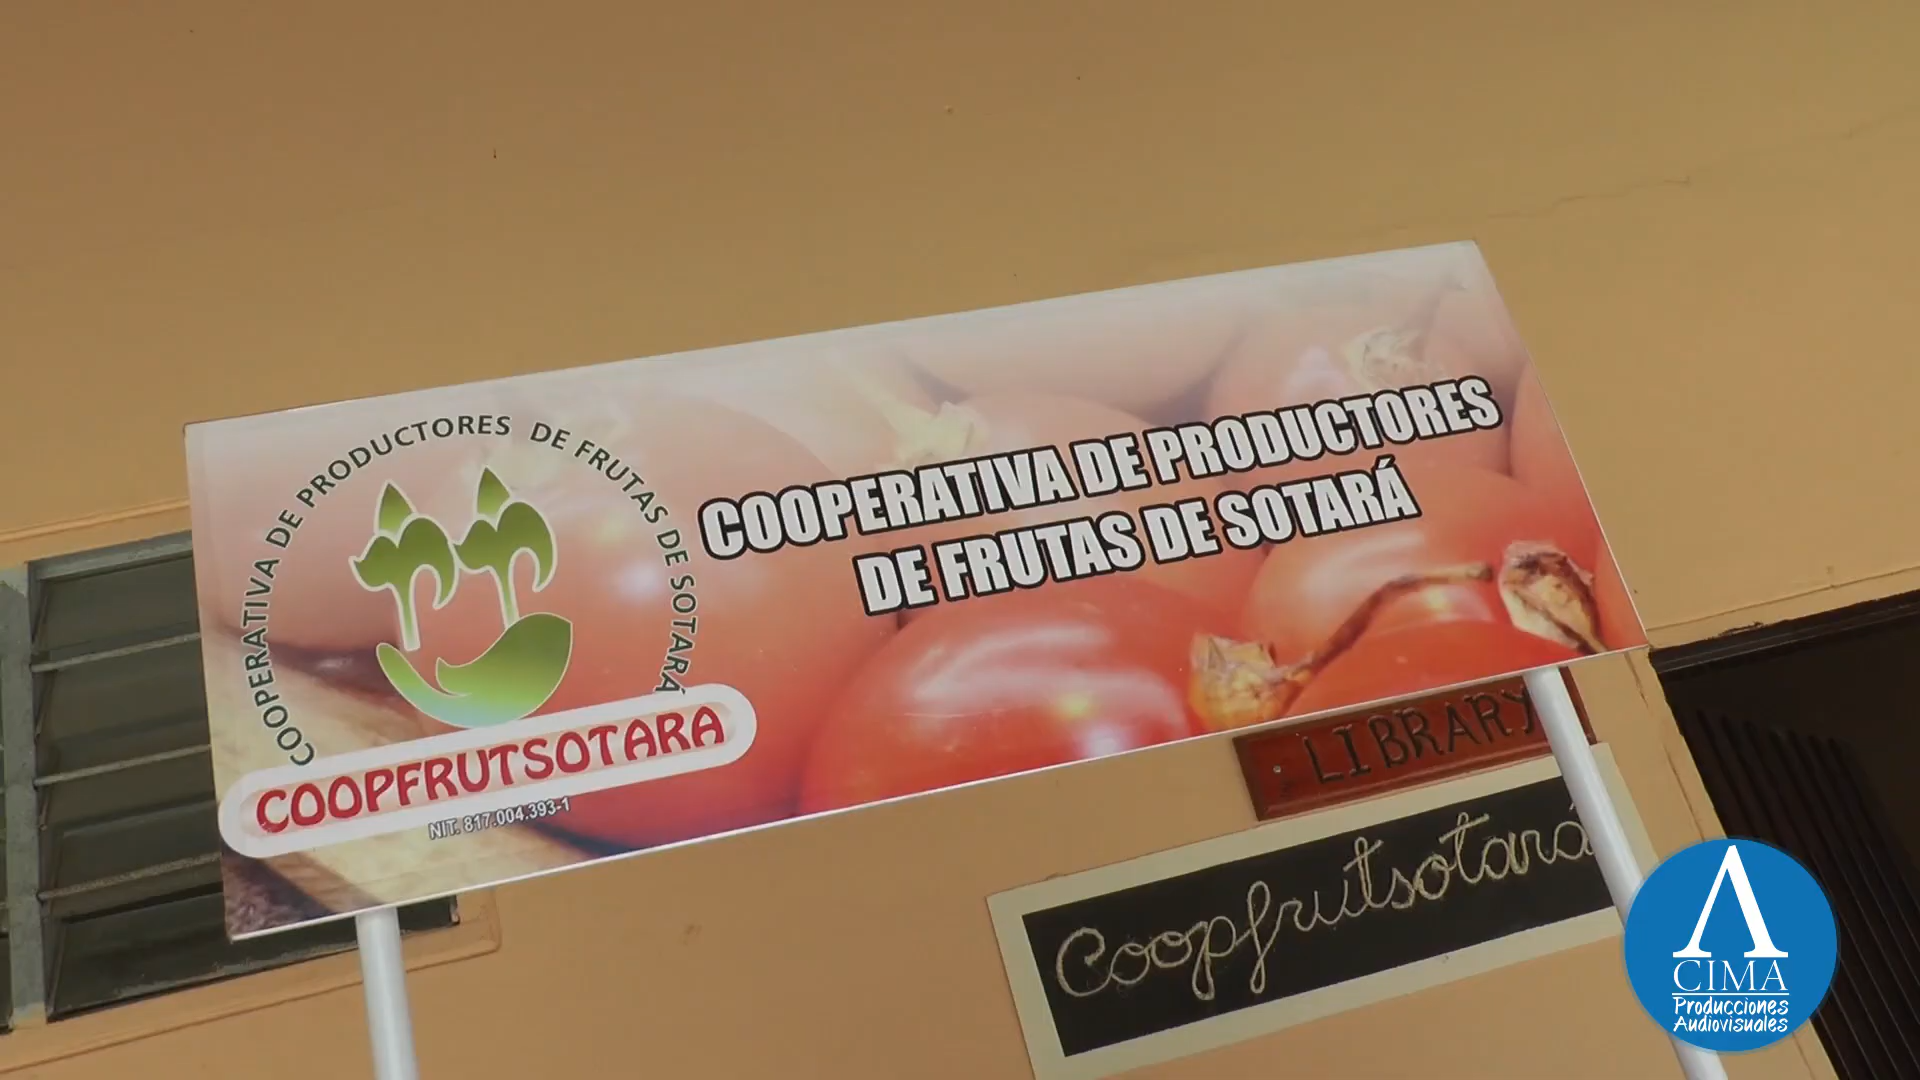 COOPERATIVA DE PRODUCTORES DE FRUTAS DE SOTARÁ
COOPFRUTSOTARA
NIT. 817.004.393-1
COOPERATIVA DE PRODUCTORES
DE FRUTAS DE SOTARÁ
LIBRARY
Coopfrutsotará
CIMA
Producciones
Audiovisuales